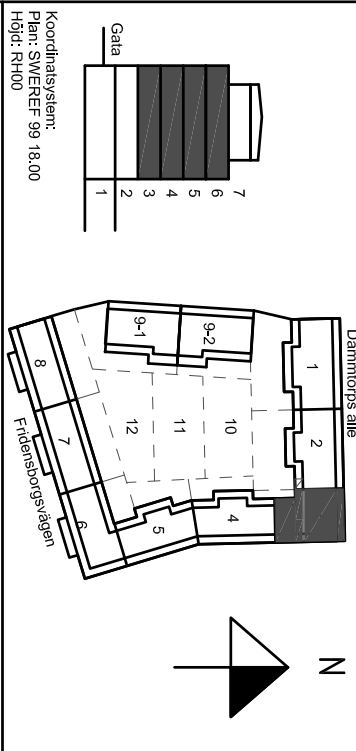 Dammtorps alle
Gata
7
6
5
4
3
2
1
1
2
9-1
9-2
10
11
12
4
5
6
7
8
Fridensborgsvägen
N
Koordinatsystem:
Plan: SWEREF 99 18.00
Höjd: RH00